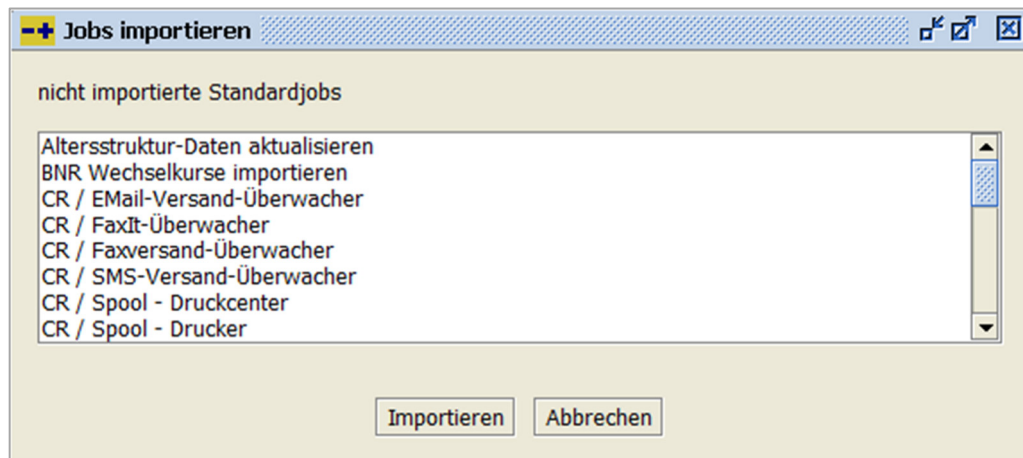 Jobs importieren
nicht importierte Standardjobs
Altersstruktur-Daten aktualisieren
BNR Wechselkurse importieren
CR / EMail-Versand-Überwacher
CR / FaxIt-Überwacher
CR / Faxversand-Überwacher
CR / SMS-Versand-Überwacher
CR / Spool - Druckcenter
CR / Spool - Drucker
Importieren Abbrechen